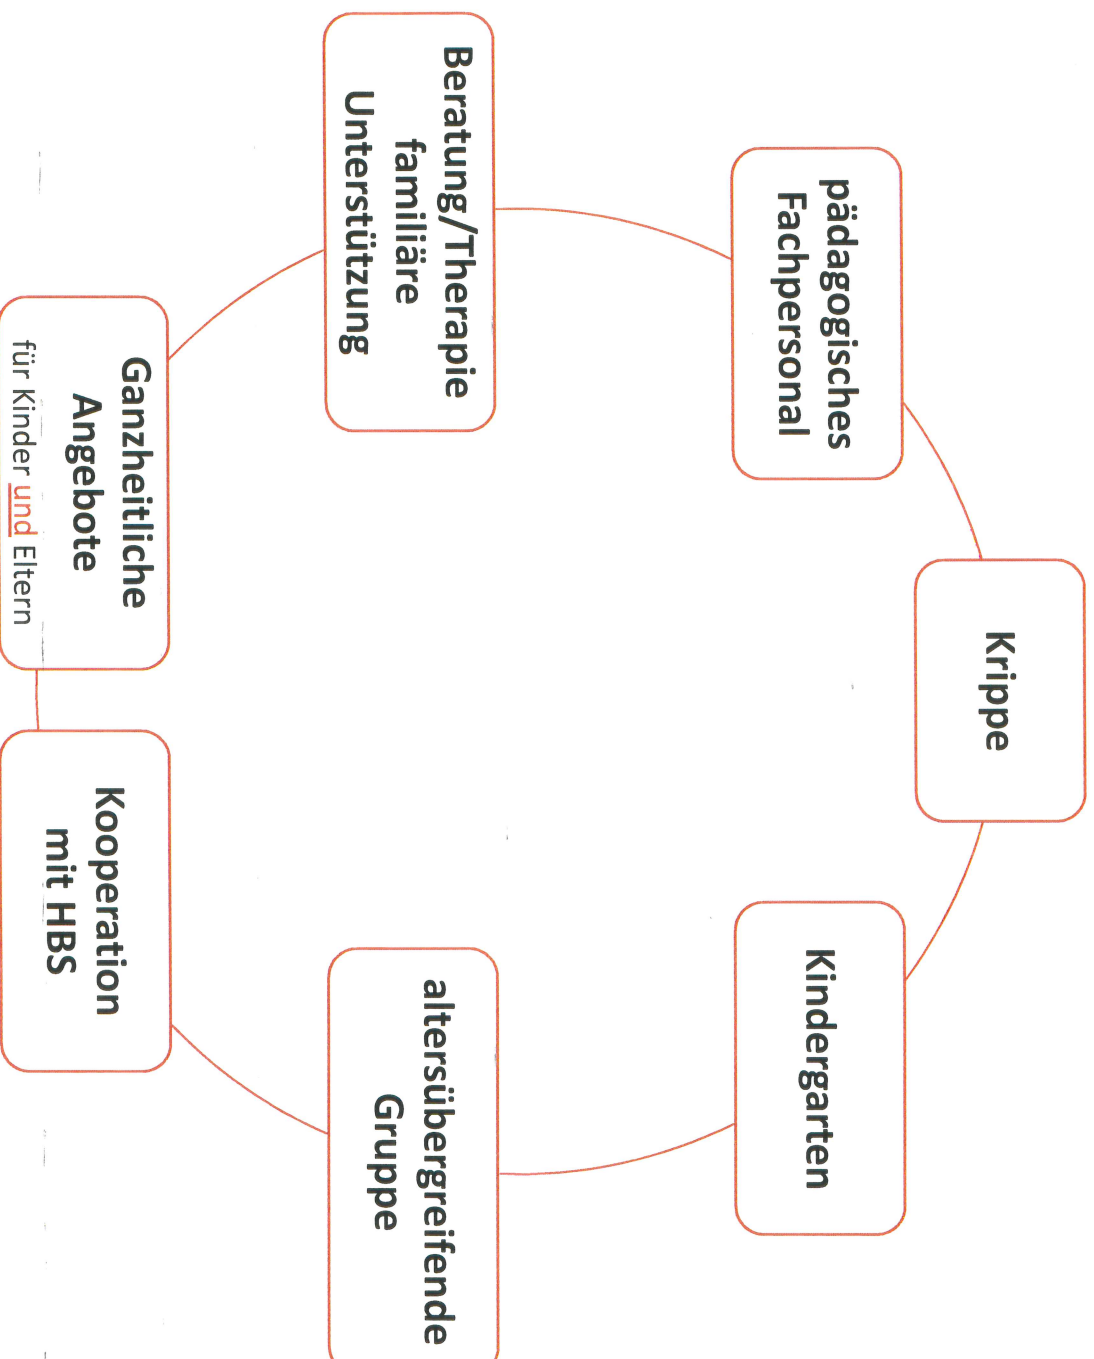 Krippe
Kindergarten
altersübergreifende
Gruppe
Kooperation
mit HBS
Ganzheitliche
Angebote
für Kinder und Eltern
Beratung/Therapie
familiäre
Unterstützung
pädagogisches
Fachpersonal